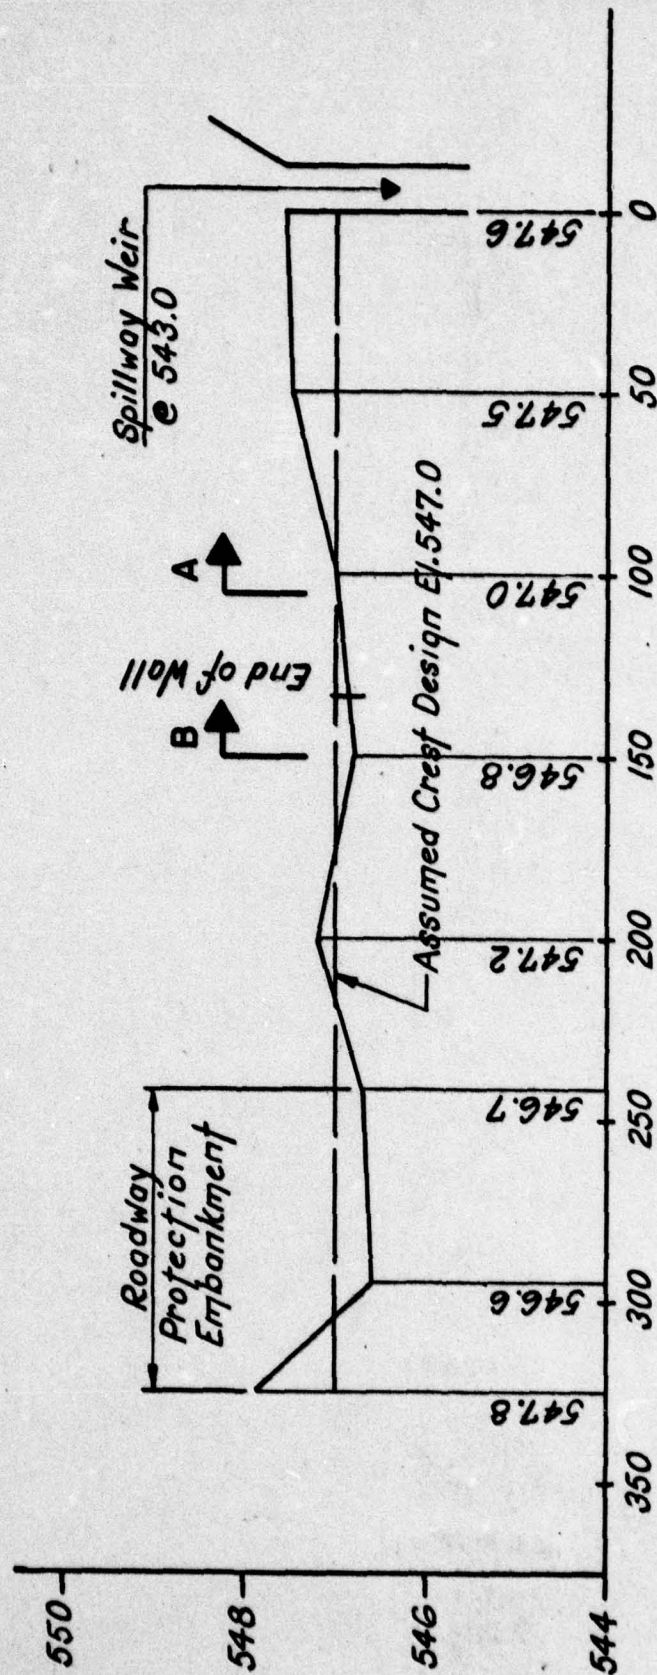 Spillway Weir
@ 543.0
A
End of Wall
B
Assumed Crest Design El. 547.0
Roadway
Protection
Embankment
547.8
546.6
546.7
547.2
546.8
547.0
547.5
547.6
550
548
546
544
350
300
250
200
150
100
50
0